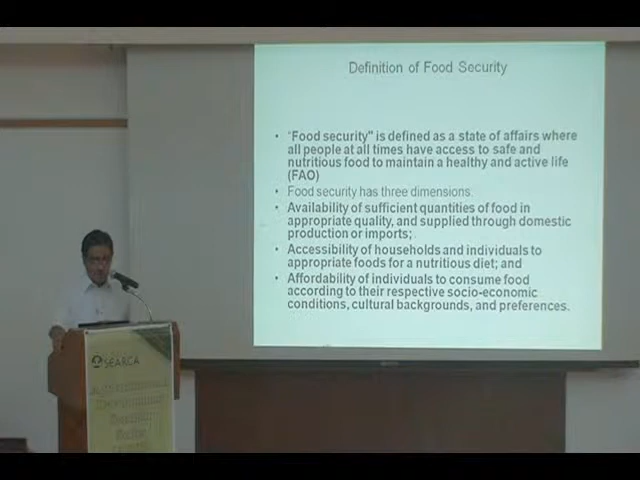 Definition of Food Security
• "Food security" is defined as a state of affairs where
all people at all times have access to safe and
nutritious food to maintain a healthy and active life
(FAO)
• Food security has three dimensions.
• Availability of sufficient quantities of food in
appropriate quality, and supplied through domestic
production or imports;
• Accessibility of households and individuals to
appropriate foods for a nutritious diet; and
• Affordability of individuals to consume food
according to their respective socio-economic
conditions, cultural backgrounds, and preferences.
SEARCA